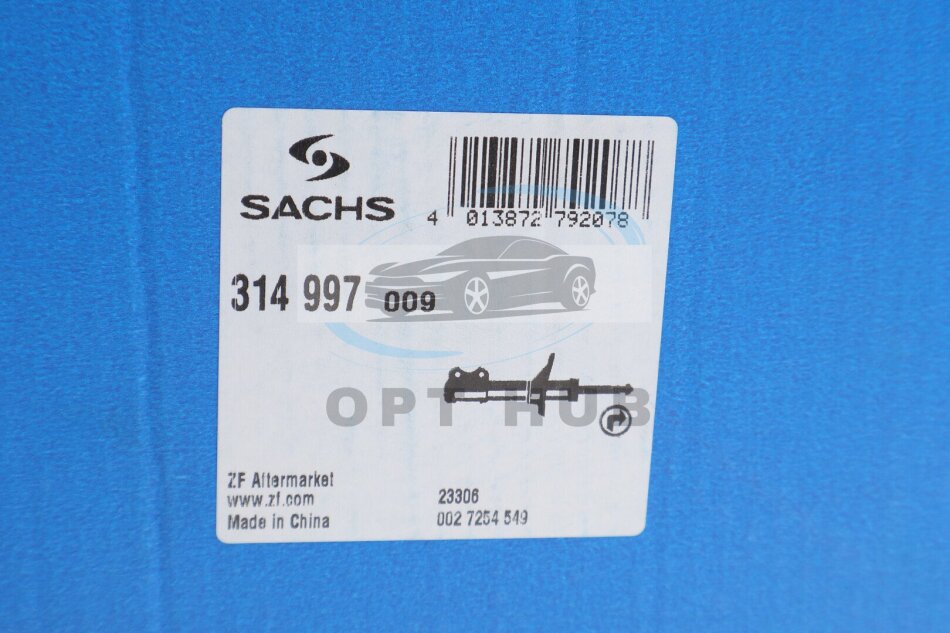 SACHS
4 013872 792078
314 997 009
OPT HUB
ZF Aftermarket
www.zf.com
Made in China
23306
002 7254 549